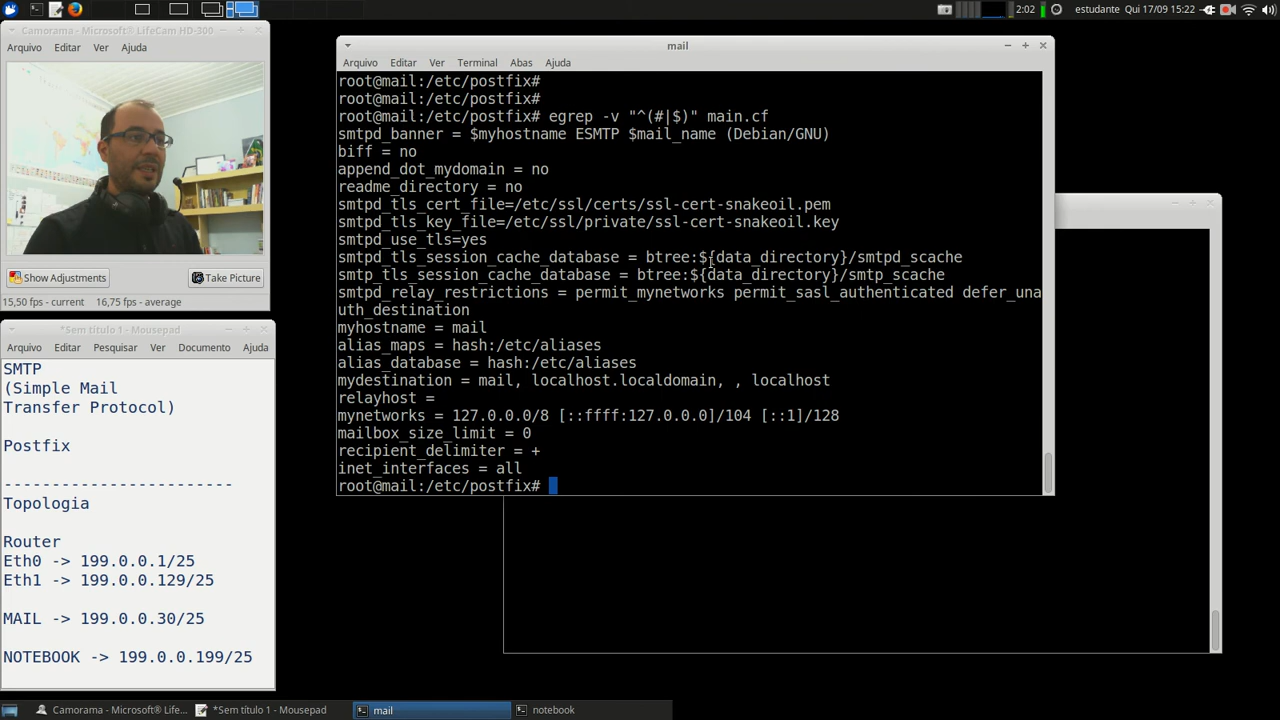 2:02 estudante Qui 17/09 15:22
Camorama - Microsoft® LifeCam HD-300
Arquivo Editar Ver Ajuda
Show Adjustments Take Picture
15,50 fps - current 16,75 fps - average
*Sem título 1 - Mousepad
Arquivo Editar Pesquisar Ver Documento Ajuda
SMTP
(Simple Mail
Transfer Protocol)
Postfix
------------------------
Topologia
Router
Eth0 -> 199.0.0.1/25
Eth1 -> 199.0.0.129/25
MAIL -> 199.0.0.30/25
NOTEBOOK -> 199.0.0.199/25
mail
Arquivo Editar Ver Terminal Abas Ajuda
root@mail:/etc/postfix#
root@mail:/etc/postfix#
root@mail:/etc/postfix# egrep -v "^(#|$)" main.cf
smtpd_banner = $myhostname ESMTP $mail_name (Debian/GNU)
biff = no
append_dot_mydomain = no
readme_directory = no
smtpd_tls_cert_file=/etc/ssl/certs/ssl-cert-snakeoil.pem
smtpd_tls_key_file=/etc/ssl/private/ssl-cert-snakeoil.key
smtpd_use_tls=yes
smtpd_tls_session_cache_database = btree:${data_directory}/smtpd_scache
smtp_tls_session_cache_database = btree:${data_directory}/smtp_scache
smtpd_relay_restrictions = permit_mynetworks permit_sasl_authenticated defer_una
uth_destination
myhostname = mail
alias_maps = hash:/etc/aliases
alias_database = hash:/etc/aliases
mydestination = mail, localhost.localdomain, , localhost
relayhost =
mynetworks = 127.0.0.0/8 [::ffff:127.0.0.0]/104 [::1]/128
mailbox_size_limit = 0
recipient_delimiter = +
inet_interfaces = all
root@mail:/etc/postfix#
Camorama - Microsoft® LifeC... *Sem título 1 - Mousepad mail notebook